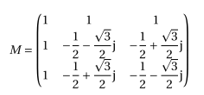 M = ( 1 1 1
1 -1/2 - √3/2 j -1/2 + √3/2 j
1 -1/2 + √3/2 j -1/2 - √3/2 j )